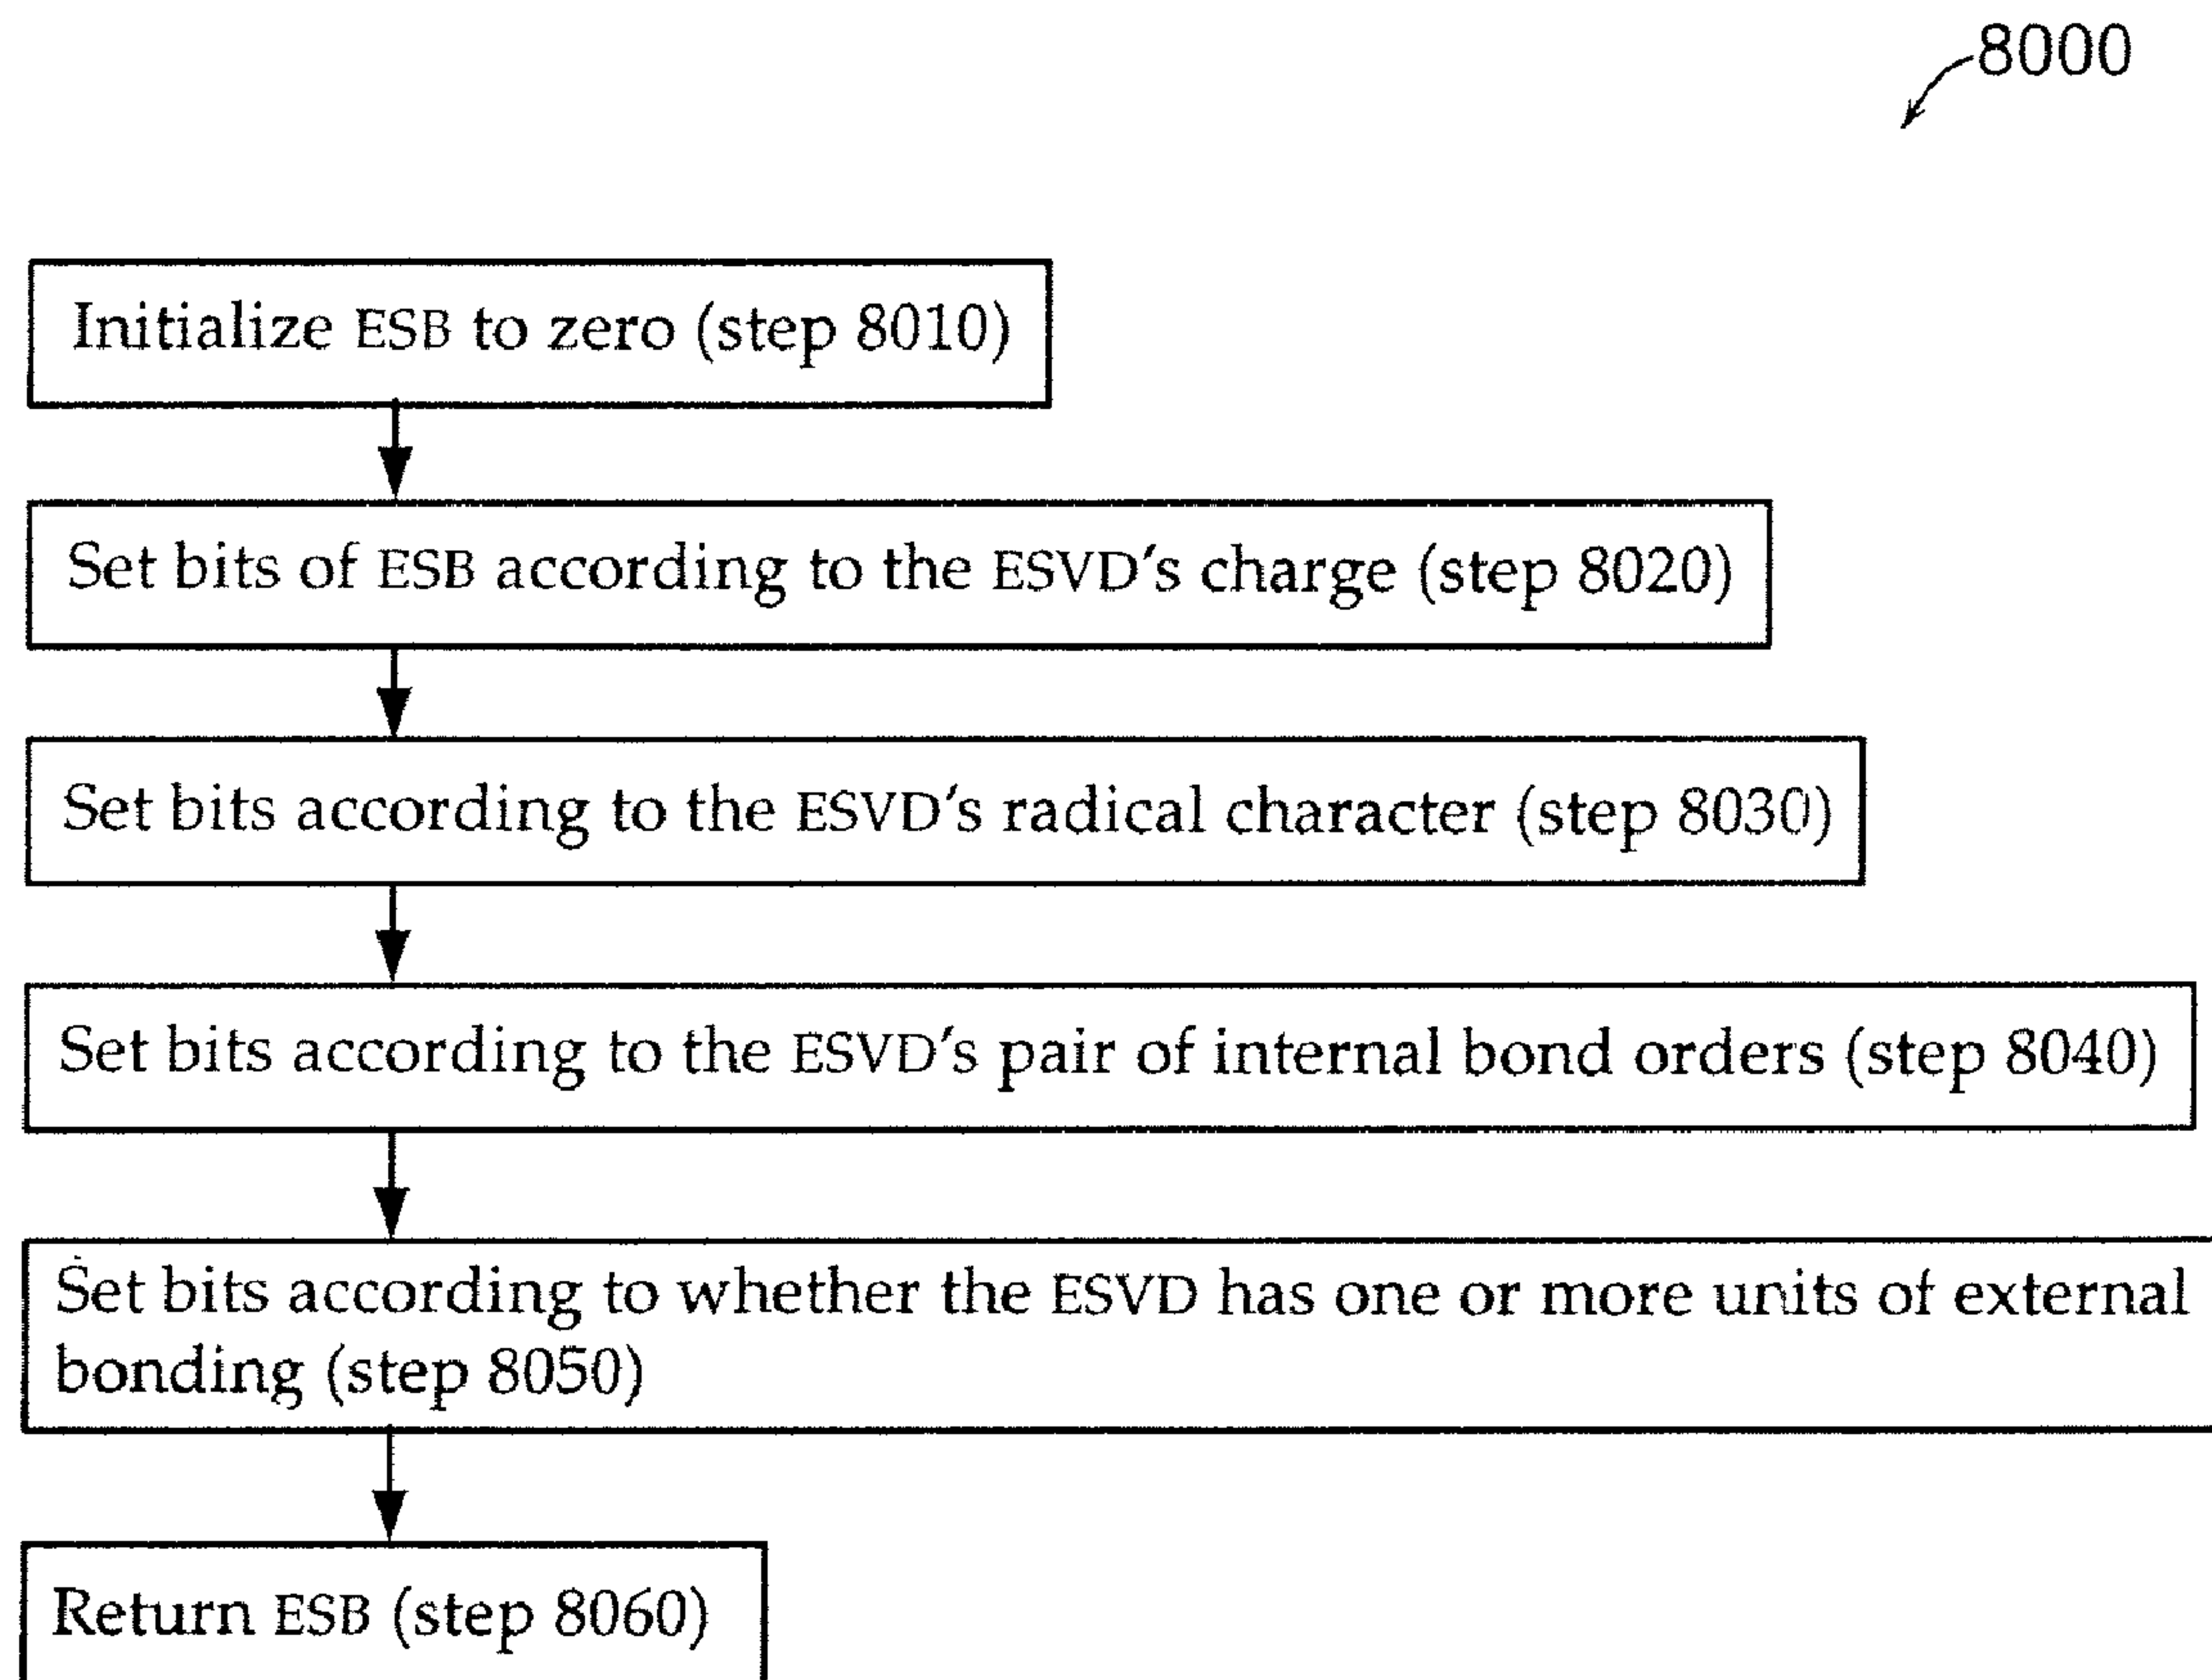 8000
Initialize ESB to zero (step 8010)
Set bits of ESB according to the ESVD's charge (step 8020)
Set bits according to the ESVD's radical character (step 8030)
Set bits according to the ESVD's pair of internal bond orders (step 8040)
Set bits according to whether the ESVD has one or more units of external
bonding (step 8050)
Return ESB (step 8060)